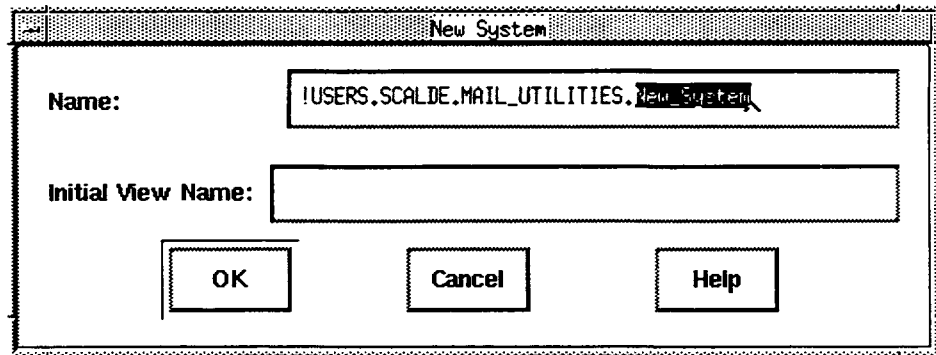 New System
Name: !USERS.SCALDE.MAIL_UTILITIES.New_System
Initial View Name:
OK Cancel Help